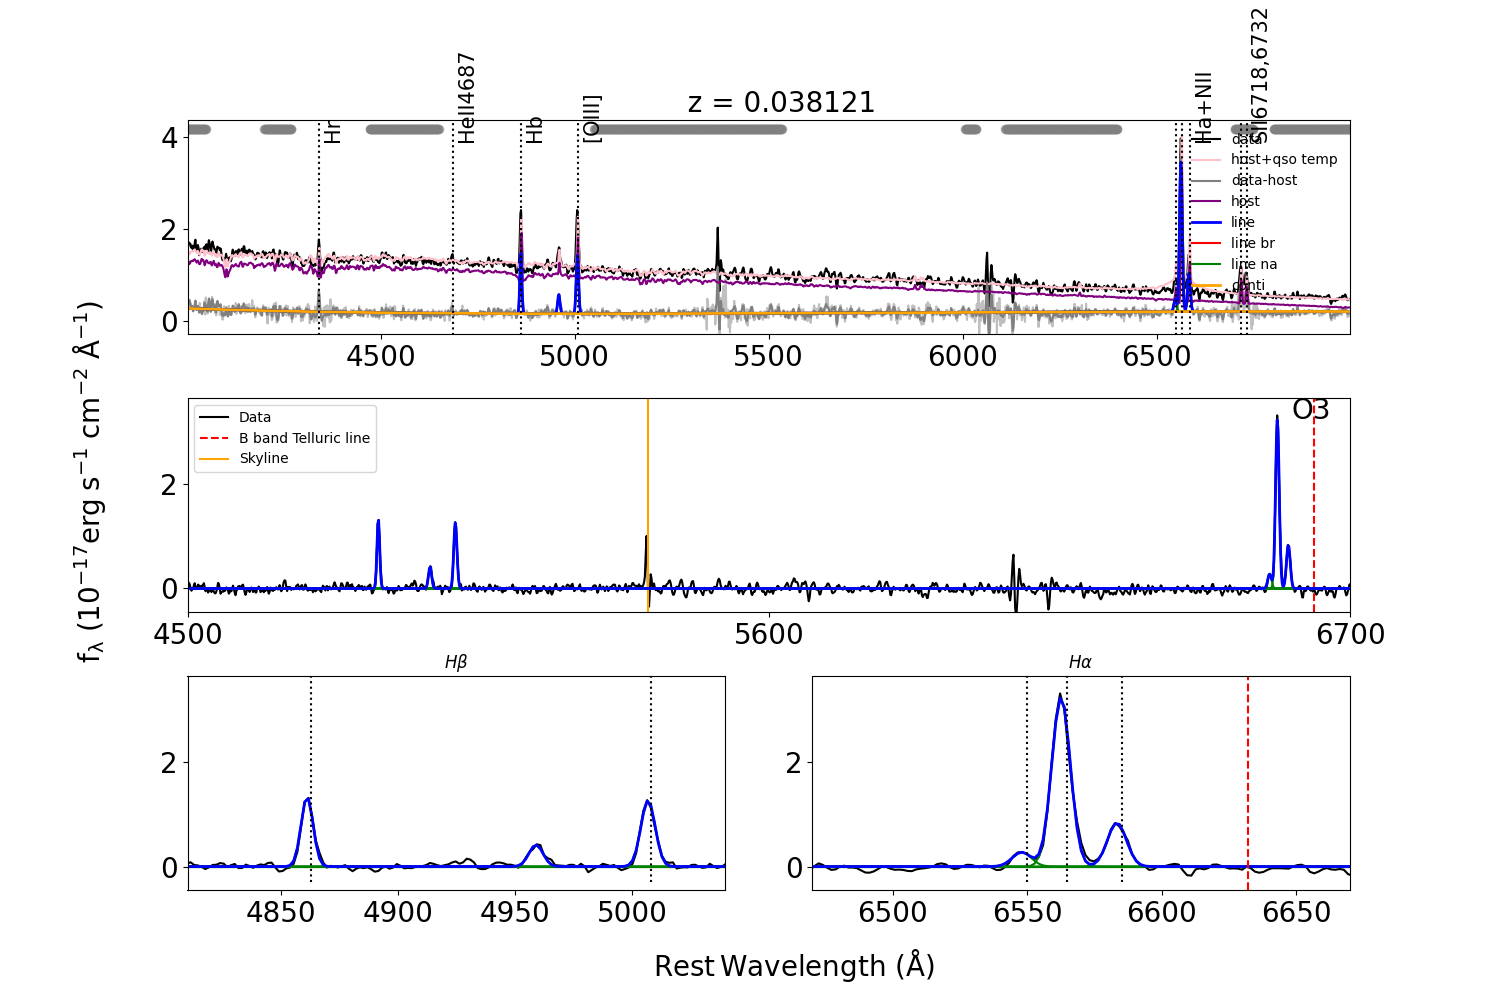 z = 0.038121
Hr
HeII4687
Hb
[OIII]
Ha+NII
SII6718,6732
data
host+qso temp
data-host
host
line
line br
line na
conti
4
2
0
4500
5000
5500
6000
6500
fλ (10⁻¹⁷erg s⁻¹ cm⁻² Å⁻¹)
Data
B band Telluric line
Skyline
O3
2
0
4500
5600
6700
Hβ
2
0
4850
4900
4950
5000
Hα
2
0
6500
6550
6600
6650
Rest Wavelength (Å)